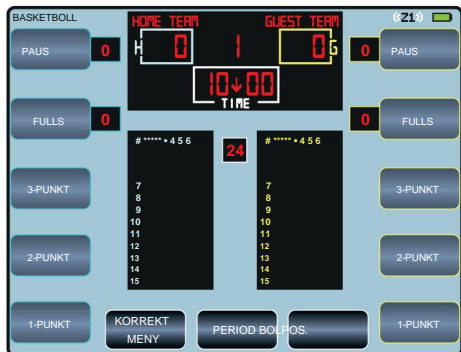 BASKETBOLL ((Z1))
HOME TEAM GUEST TEAM
PAUS 0 H 0 1 0 G 0 PAUS
10↓00
TIME
FULLS 0 0 FULLS
# ***** • 4 5 6 24 # ***** • 4 5 6
3-PUNKT 7 7 3-PUNKT
8 8
9 9
10 10
11 11
2-PUNKT 12 12 2-PUNKT
13 13
14 14
15 15
1-PUNKT KORREKT MENY PERIOD BOLPOS. 1-PUNKT